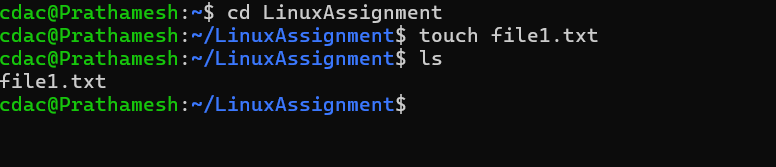 cdac@Prathamesh:~$ cd LinuxAssignment
cdac@Prathamesh:~/LinuxAssignment$ touch file1.txt
cdac@Prathamesh:~/LinuxAssignment$ ls
file1.txt
cdac@Prathamesh:~/LinuxAssignment$